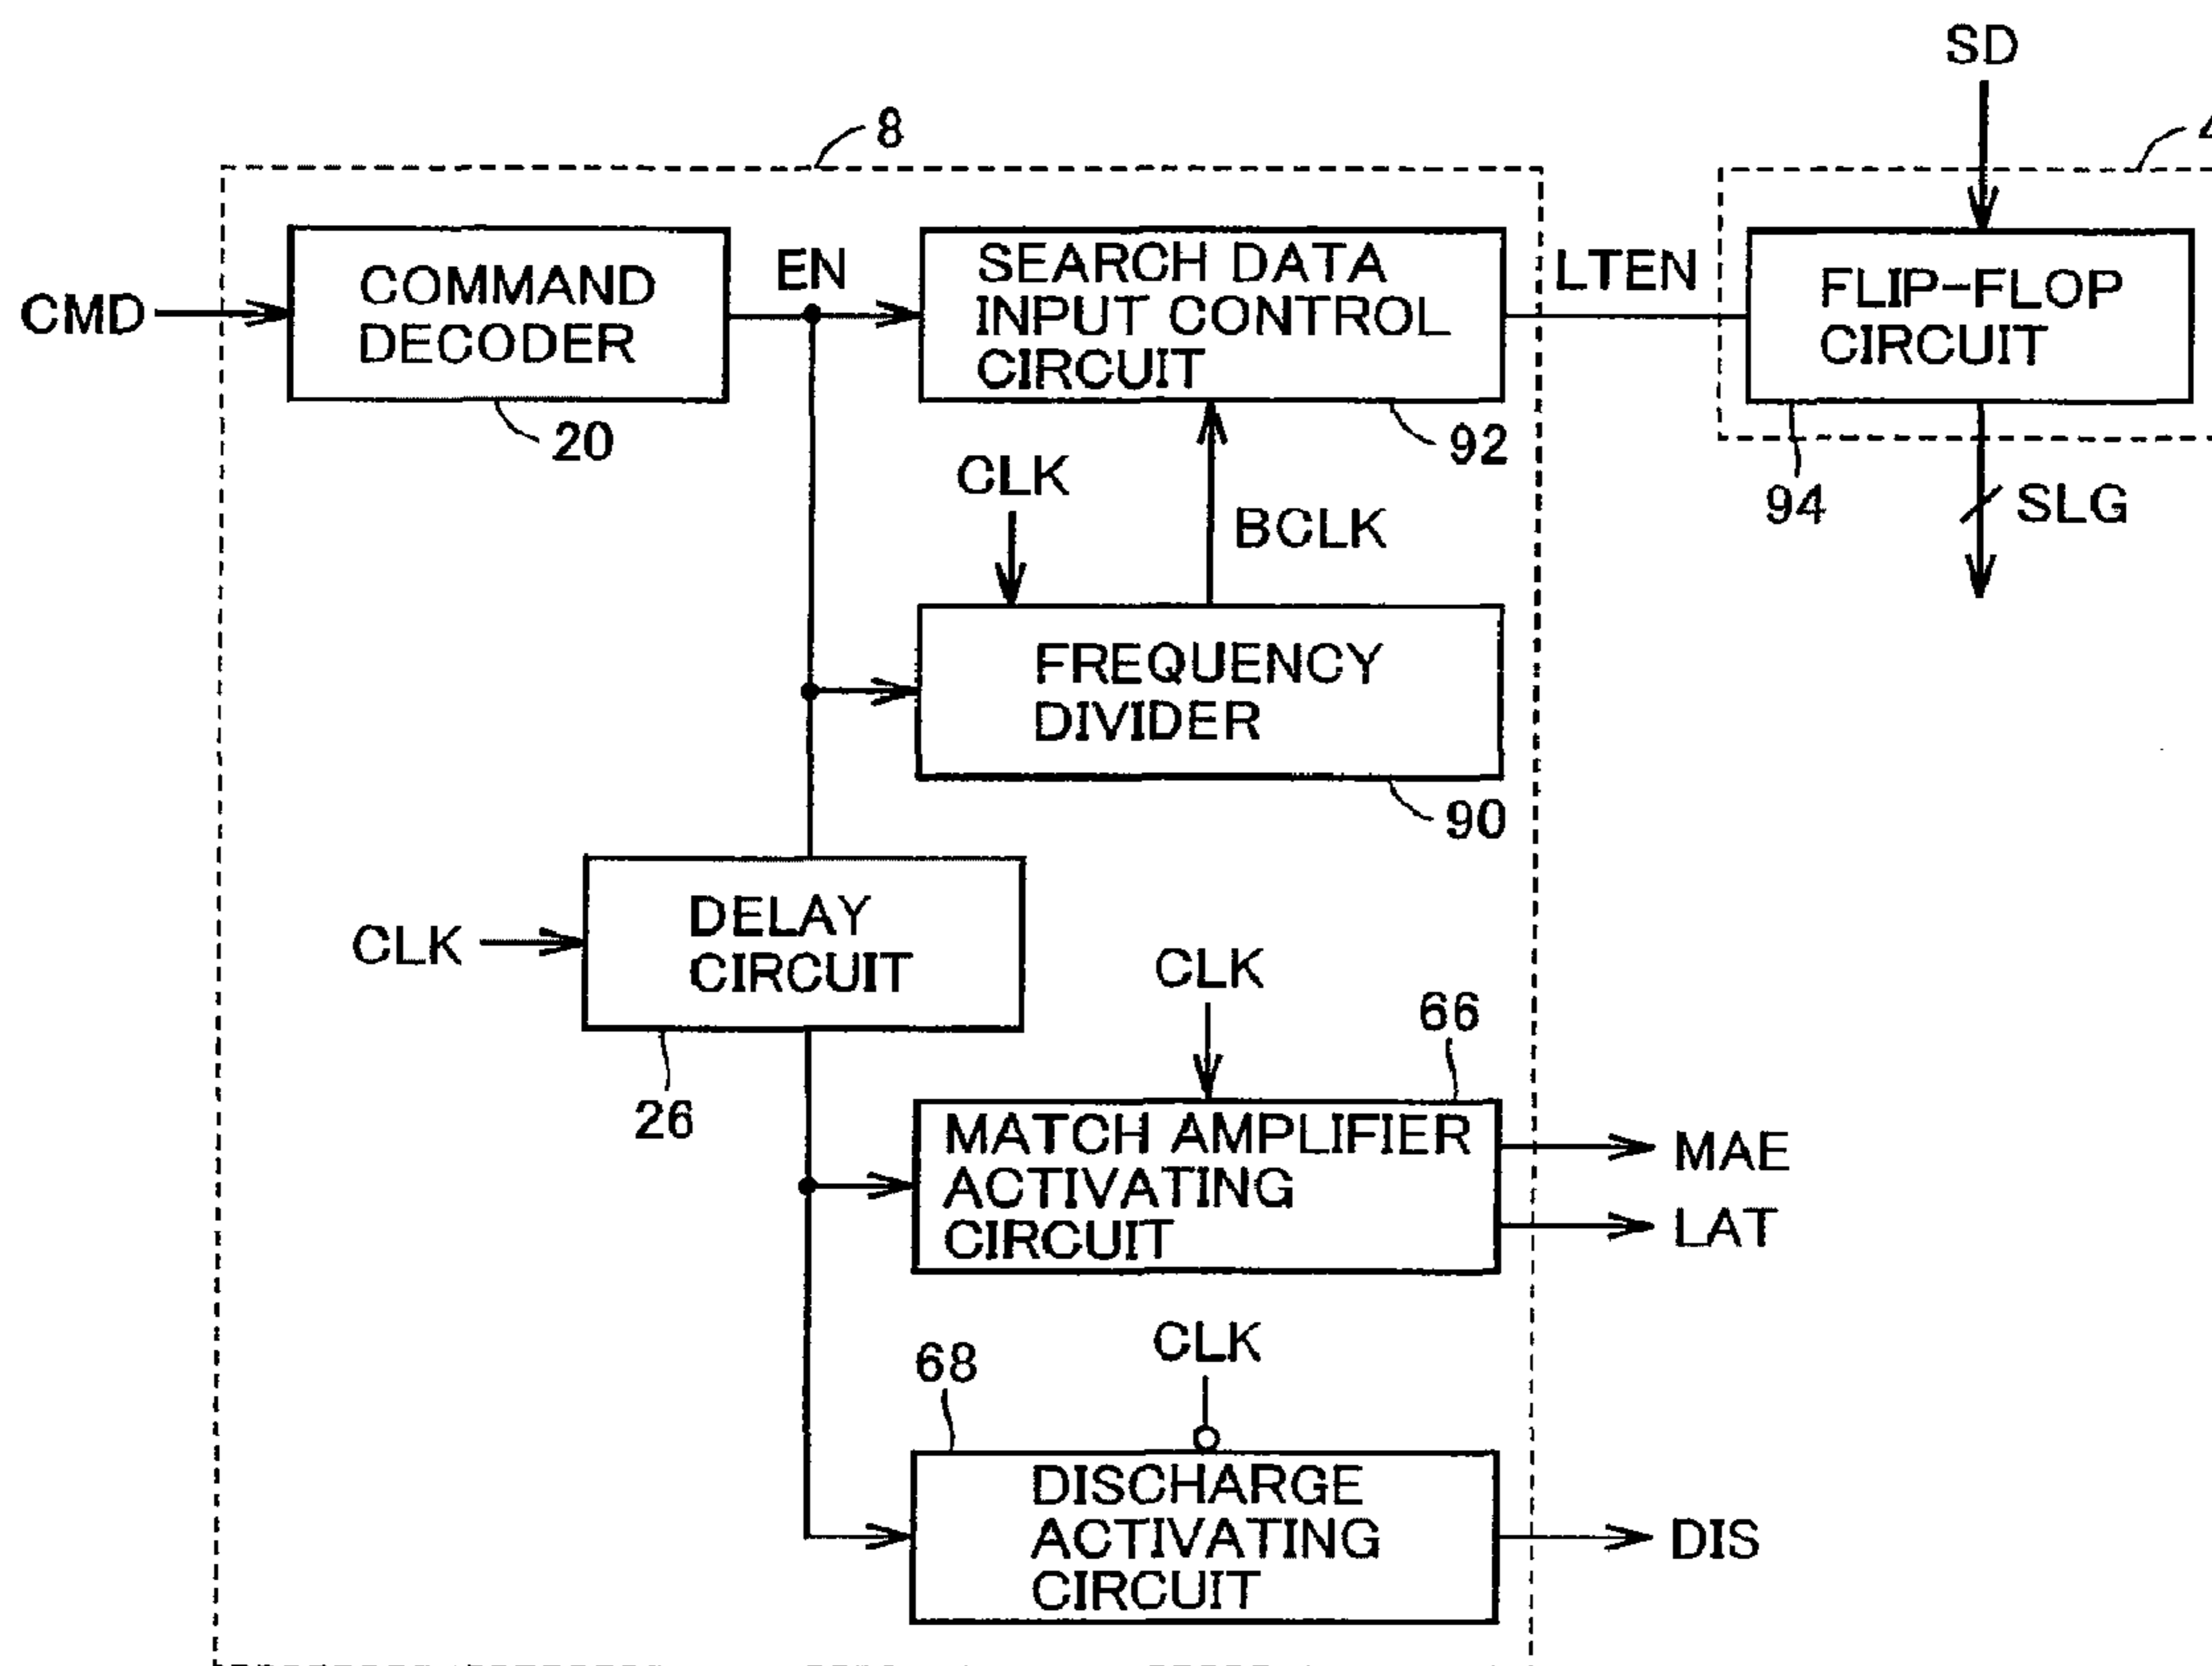 SD
8
4
COMMAND
DECODER
EN
SEARCH DATA
INPUT CONTROL
CIRCUIT
LTEN
FLIP-FLOP
CIRCUIT
CMD
20
92
94
CLK
BCLK
SLG
FREQUENCY
DIVIDER
90
DELAY
CIRCUIT
CLK
26
CLK
66
MATCH AMPLIFIER
ACTIVATING
CIRCUIT
MAE
LAT
68
CLK
DISCHARGE
ACTIVATING
CIRCUIT
DIS